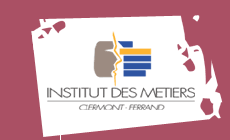 INSTITUT DES METIERS
CLERMONT - FERRAND